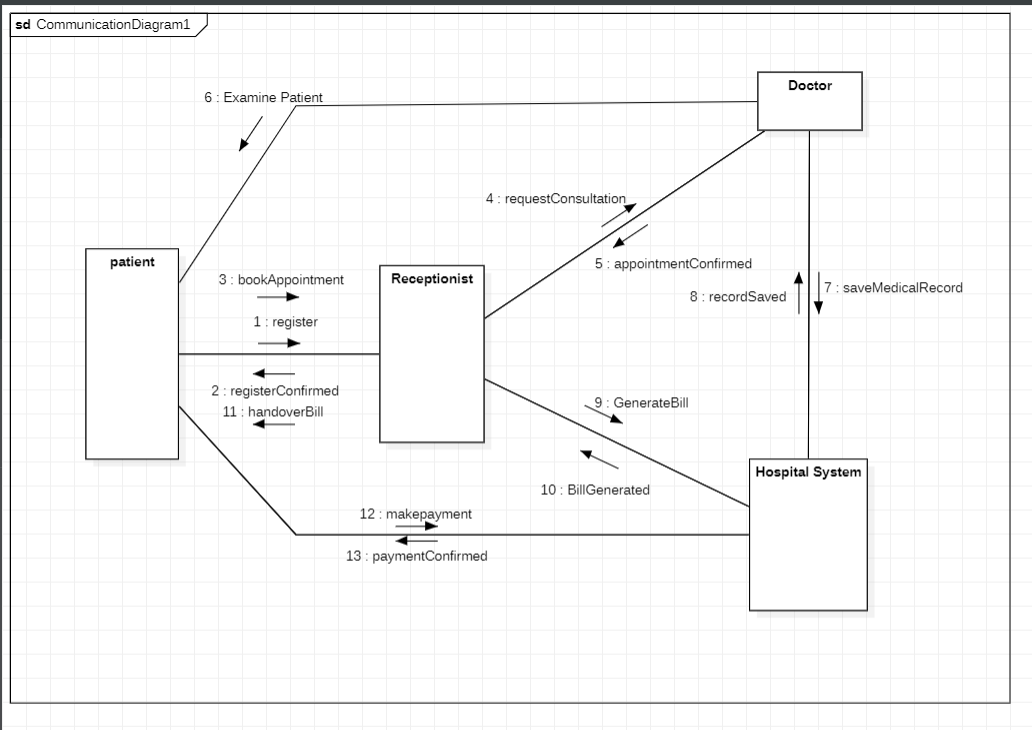 sd CommunicationDiagram1
Doctor
6 : Examine Patient
4 : requestConsultation
patient
5 : appointmentConfirmed
3 : bookAppointment
Receptionist
8 : recordSaved
7 : saveMedicalRecord
1 : register
2 : registerConfirmed
11 : handoverBill
9 : GenerateBill
Hospital System
10 : BillGenerated
12 : makepayment
13 : paymentConfirmed